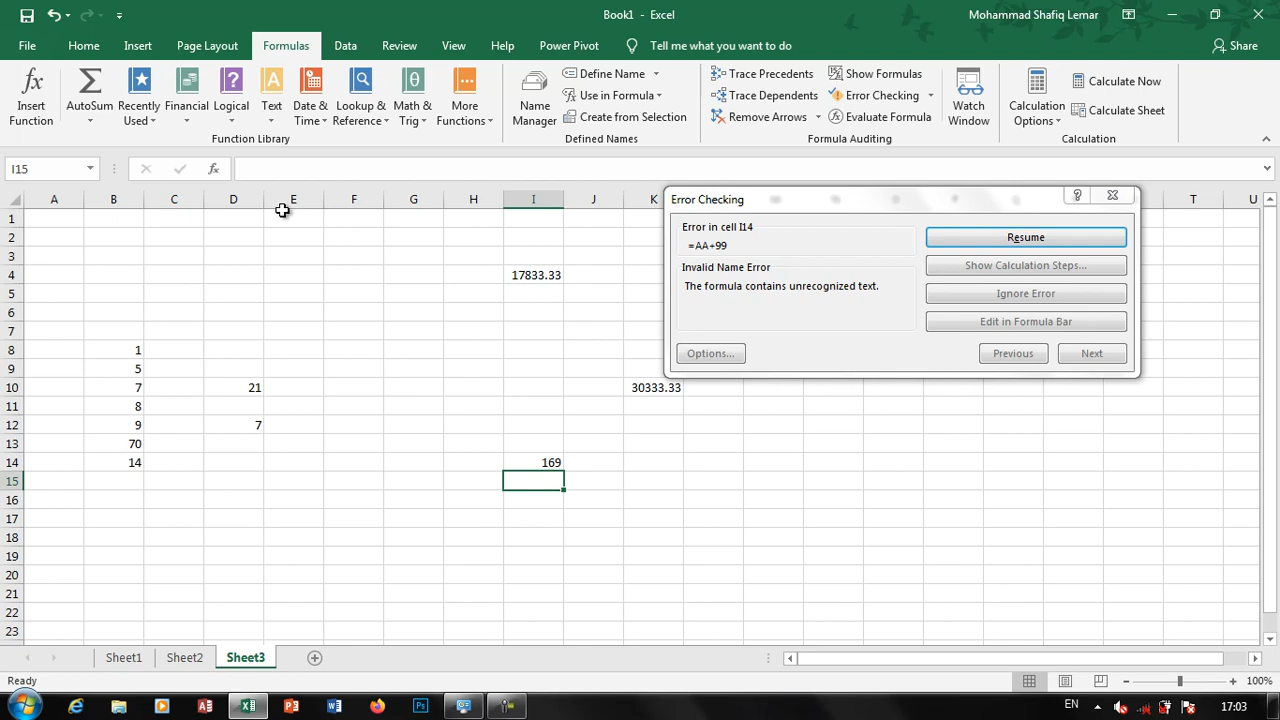 Book1 - Excel
Mohammad Shafiq Lemar
File Home Insert Page Layout Formulas Data Review View Help Power Pivot Tell me what you want to do Share
Insert Function
AutoSum
Recently Used
Financial
Logical
Text
Date & Time
Lookup & Reference
Math & Trig
More Functions
Function Library
Name Manager
Define Name
Use in Formula
Create from Selection
Defined Names
Trace Precedents
Trace Dependents
Remove Arrows
Show Formulas
Error Checking
Evaluate Formula
Formula Auditing
Watch Window
Calculation Options
Calculate Now
Calculate Sheet
Calculation
I15 fx
A B C D E F G H I J K T U
Error Checking
Error in cell I14
=AA+99
Invalid Name Error
The formula contains unrecognized text.
Resume
Show Calculation Steps...
Ignore Error
Edit in Formula Bar
Options... Previous Next
1
2
3
4 17833.33
5
6
7
8 1
9 5
10 7 21 30333.33
11 8
12 9 7
13 70
14 14 169
15
16
17
18
19
20
21
22
23
Sheet1 Sheet2 Sheet3
Ready 100%
EN 17:03